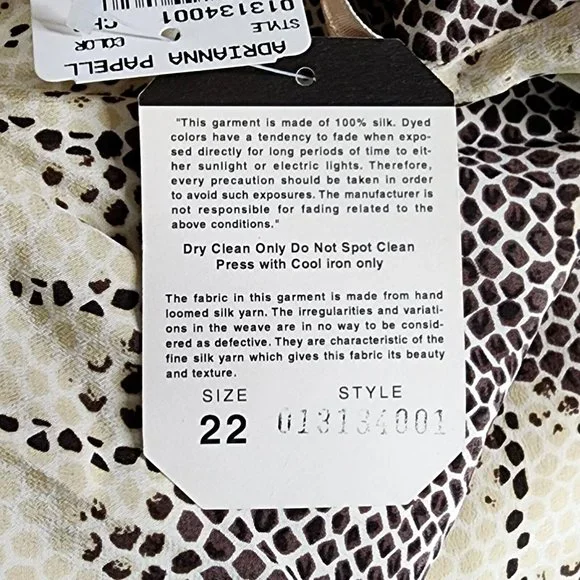 ADRIANNA PAPELL
COLOR
STYLE
013134001
"This garment is made of 100% silk. Dyed
colors have a tendency to fade when expo-
sed directly for long periods of time to eit-
her sunlight or electric lights. Therefore,
every precaution should be taken in order
to avoid such exposures. The manufacturer is
not responsible for fading related to the
above conditions."
Dry Clean Only Do Not Spot Clean
Press with Cool iron only
The fabric in this garment is made from hand
loomed silk yarn. The irregularities and variati-
ons in the weave are in no way to be consid-
ered as defective. They are characteristic of the
fine silk yarn which gives this fabric its beauty
and texture.
SIZE STYLE
22 013134001